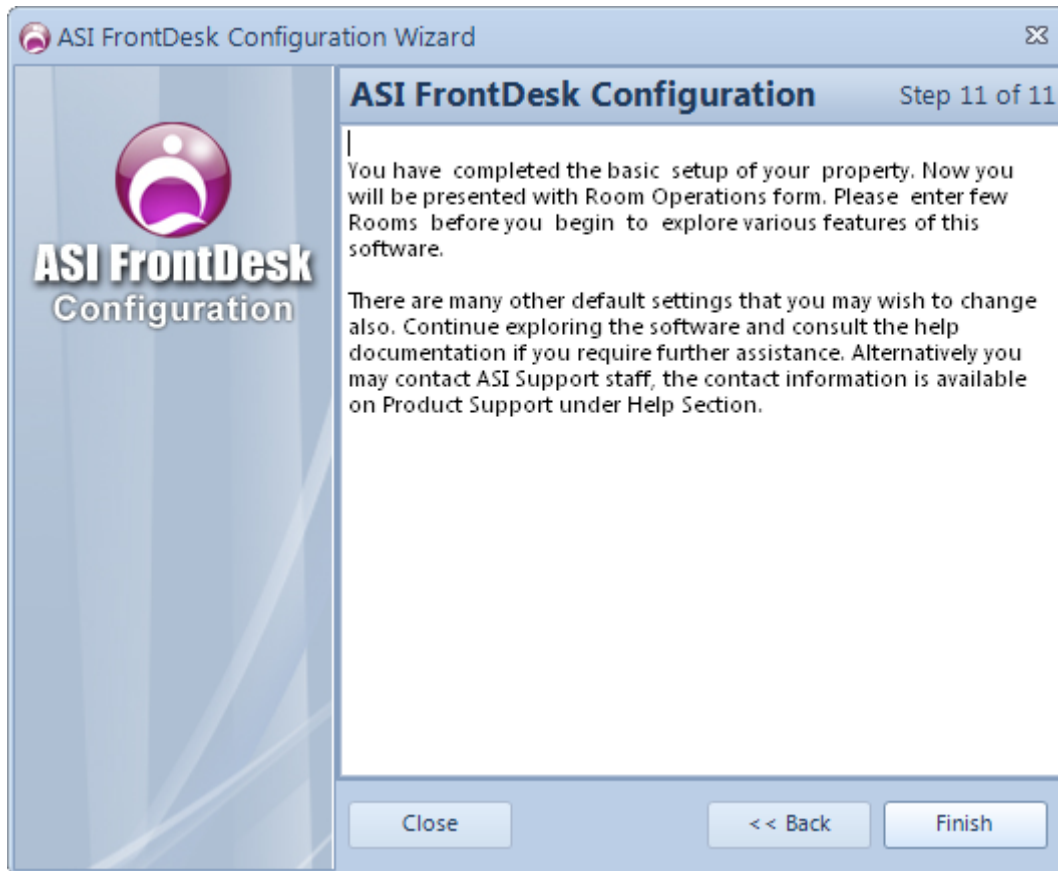 ASI FrontDesk Configuration Wizard
ASI FrontDesk
Configuration
ASI FrontDesk Configuration
Step 11 of 11
You have completed the basic setup of your property. Now you
will be presented with Room Operations form. Please enter few
Rooms before you begin to explore various features of this
software.
There are many other default settings that you may wish to change
also. Continue exploring the software and consult the help
documentation if you require further assistance. Alternatively you
may contact ASI Support staff, the contact information is available
on Product Support under Help Section.
Close
<< Back
Finish